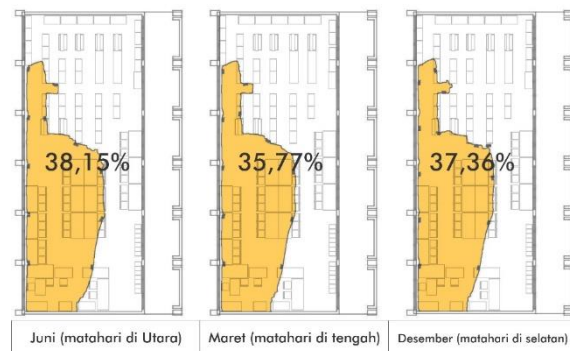 38,15%
35,77%
37,36%
Juni (matahari di Utara)
Maret (matahari di tengah)
Desember (matahari di selatan)